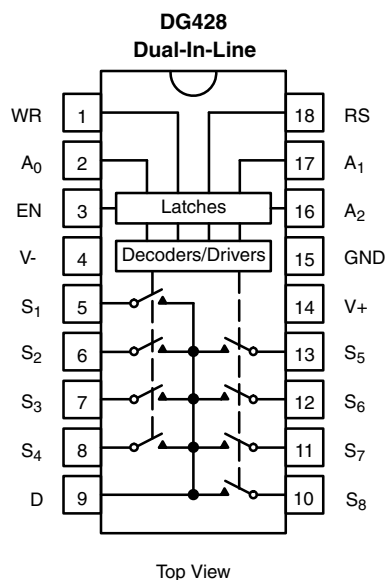 DG428
Dual-In-Line
WR 1 18 RS
A0 2 17 A1
EN 3 Latches 16 A2
V- 4 Decoders/Drivers 15 GND
S1 5 14 V+
S2 6 13 S5
S3 7 12 S6
S4 8 11 S7
D 9 10 S8
Top View